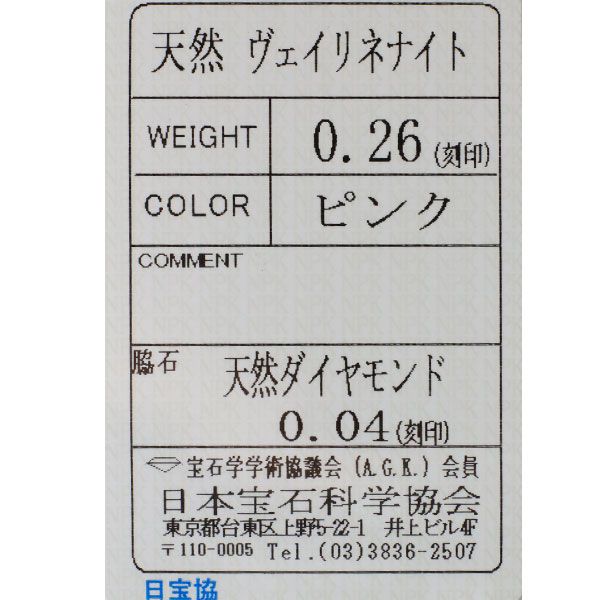 天然 ヴェイリネナイト
WEIGHT 0.26 (刻印)
COLOR ピンク
COMMENT
脇石 天然ダイヤモンド
0.04 (刻印)
宝石学学術協議会 (A.G.K.) 会員
日本宝石科学協会
東京都台東区上野5-22-1 井上ビル4F
〒110-0005 Tel.(03)3836-2507
日宝協